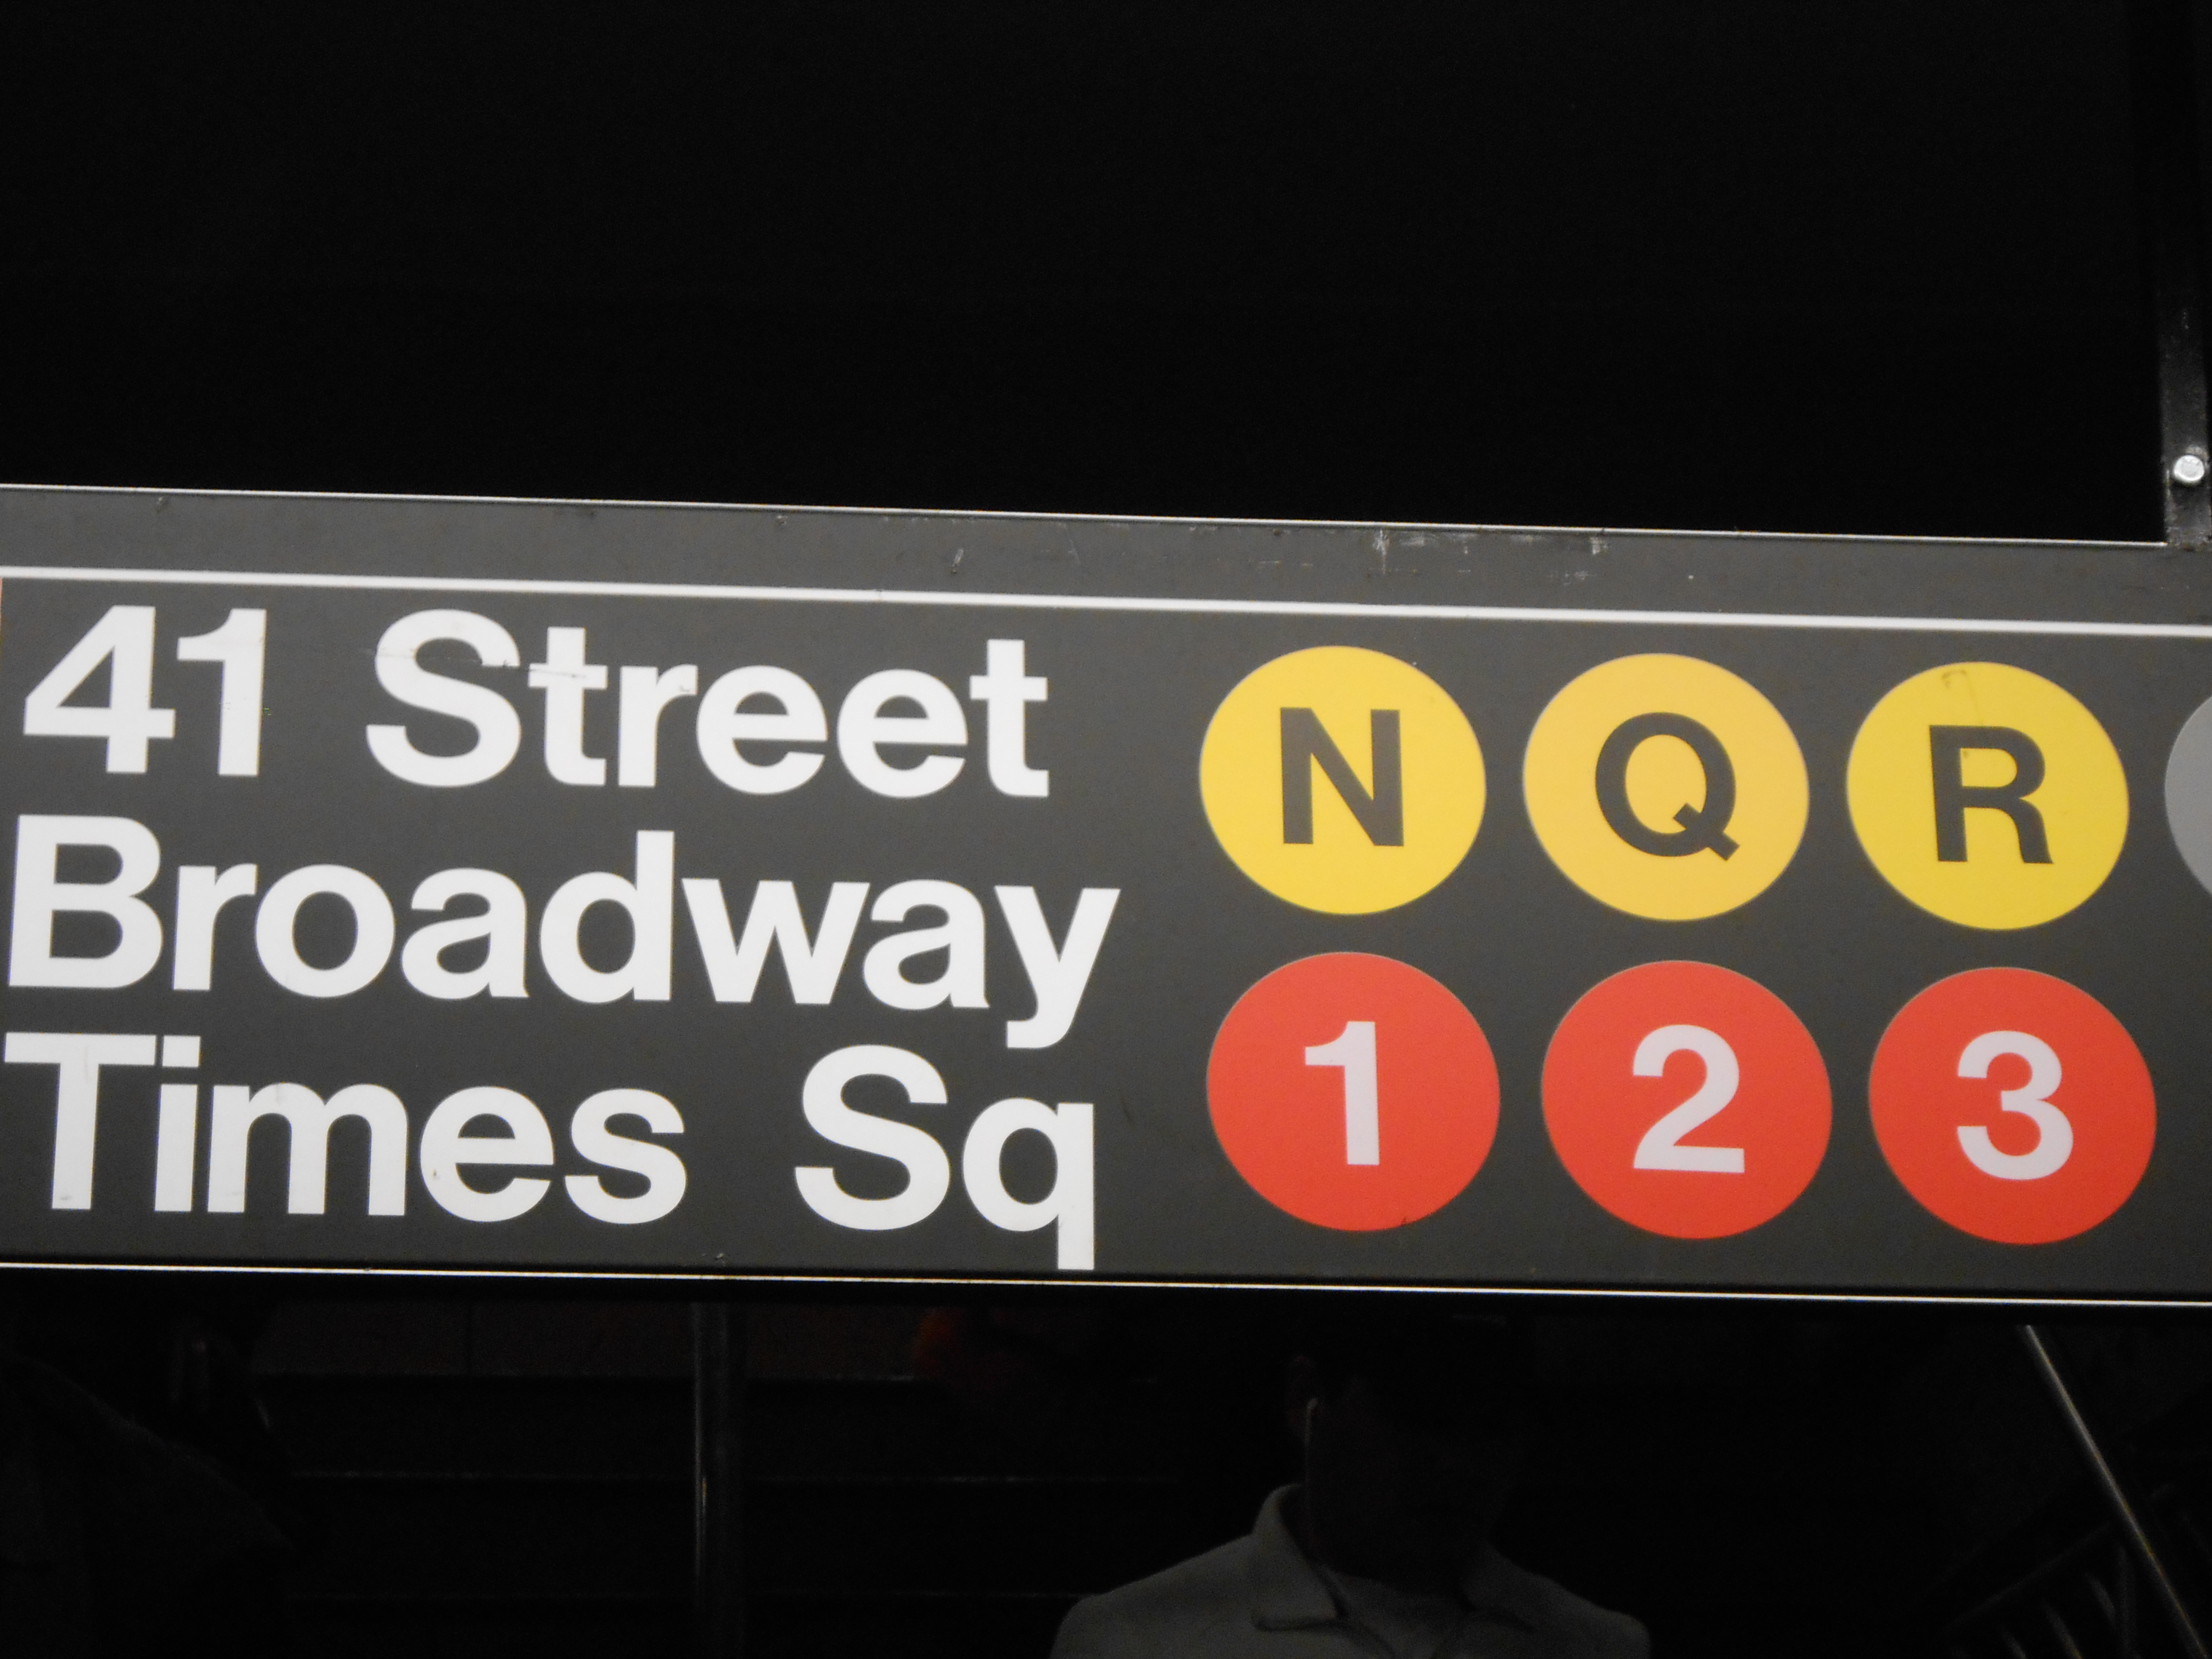 41 Street N Q R
Broadway
Times Sq 1 2 3